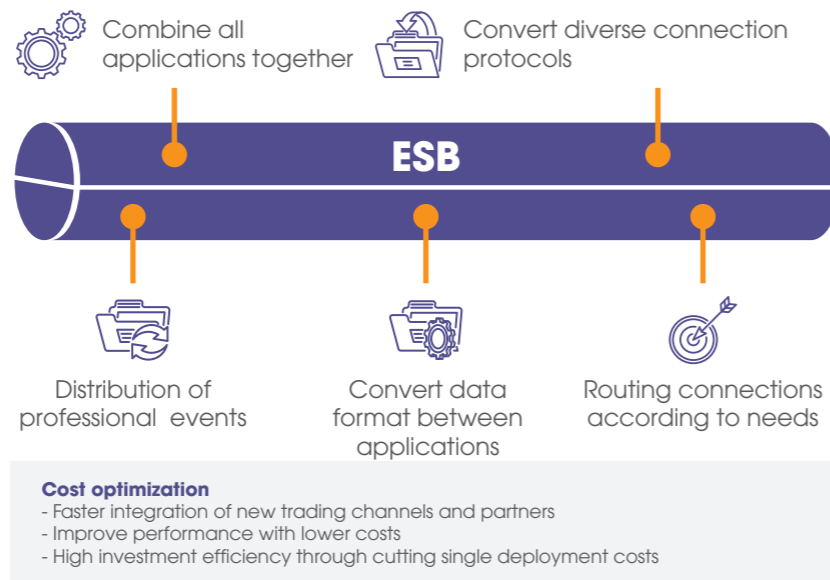 Combine all
applications together
Convert diverse connection
protocols
ESB
Distribution of
professional events
Convert data
format between
applications
Routing connections
according to needs
Cost optimization
- Faster integration of new trading channels and partners
- Improve performance with lower costs
- High investment efficiency through cutting single deployment costs